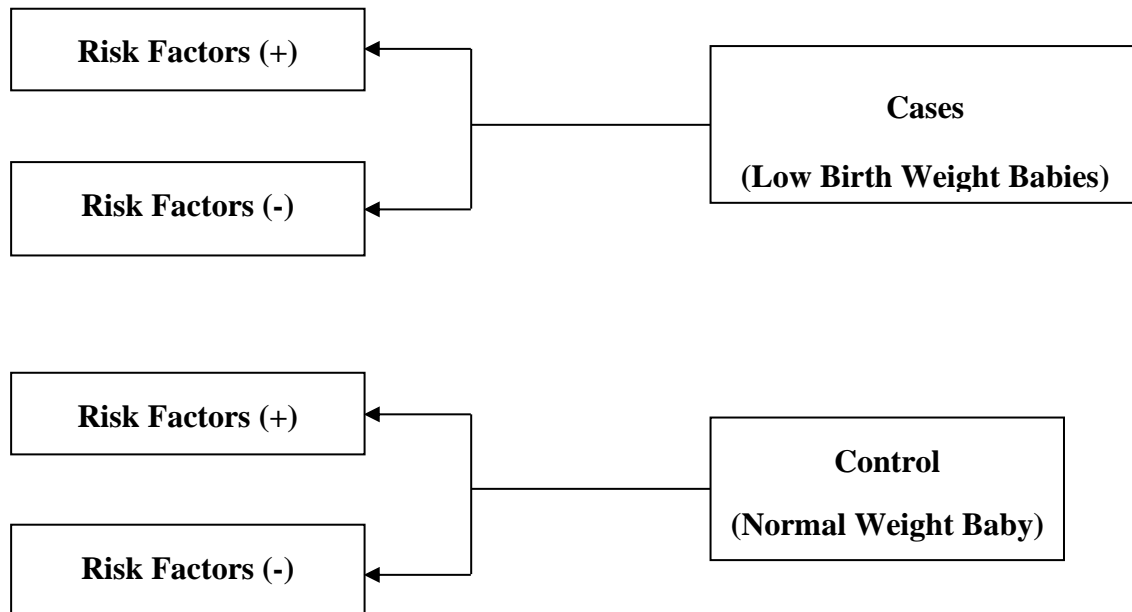 Risk Factors (+)
Cases
(Low Birth Weight Babies)
Risk Factors (-)
Risk Factors (+)
Control
(Normal Weight Baby)
Risk Factors (-)